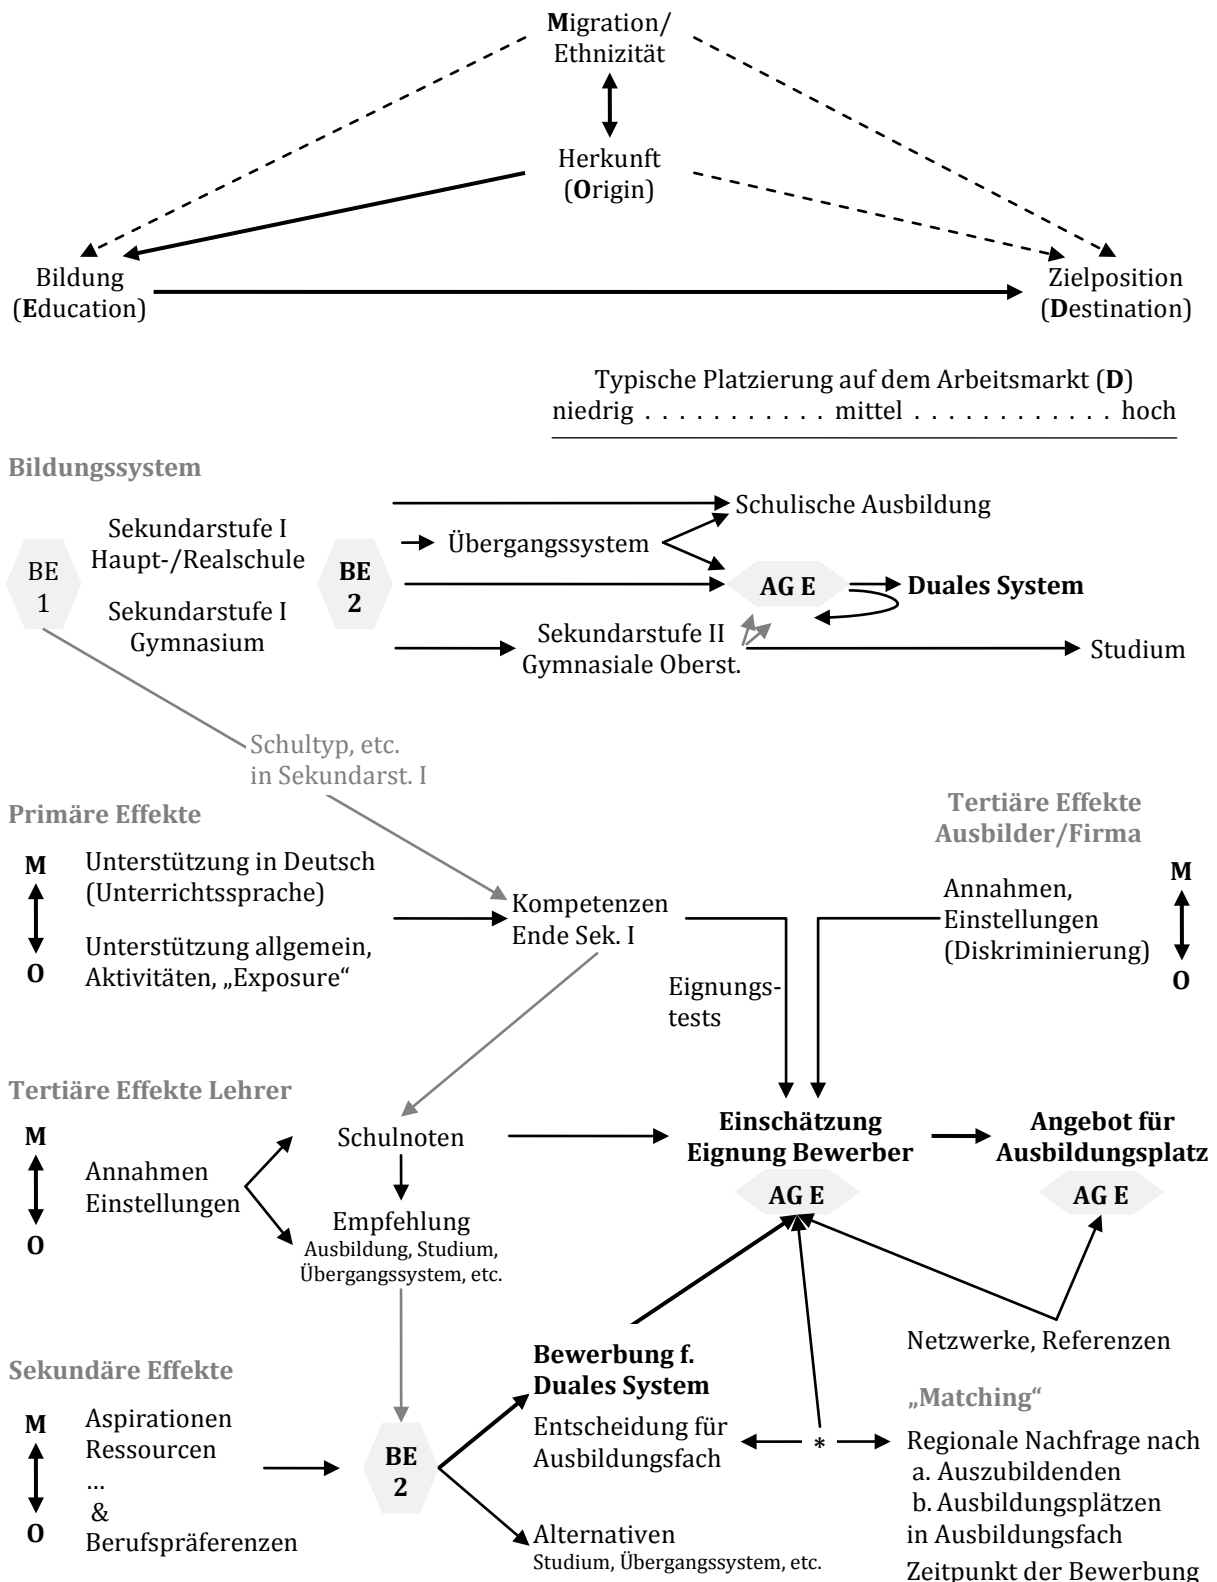 Migration/
Ethnizität
Herkunft
(Origin)
Bildung
(Education)
Zielposition
(Destination)
Typische Platzierung auf dem Arbeitsmarkt (D)
niedrig . . . . . . . . . . . mittel . . . . . . . . . . . . hoch
Bildungssystem
BE
1
Sekundarstufe I
Haupt-/Realschule
Sekundarstufe I
Gymnasium
BE
2
Schulische Ausbildung
Übergangssystem
AG E
Duales System
Sekundarstufe II
Gymnasiale Oberst.
Studium
Schultyp, etc.
in Sekundarst. I
Primäre Effekte
M
O
Unterstützung in Deutsch
(Unterrichtssprache)
Unterstützung allgemein,
Aktivitäten, „Exposure“
Kompetenzen
Ende Sek. I
Eignungs-
tests
Tertiäre Effekte
Ausbilder/Firma
Annahmen,
Einstellungen
(Diskriminierung)
M
O
Tertiäre Effekte Lehrer
M
O
Annahmen
Einstellungen
Schulnoten
Empfehlung
Ausbildung, Studium,
Übergangssystem, etc.
Einschätzung
Eignung Bewerber
AG E
Angebot für
Ausbildungsplatz
AG E
Netzwerke, Referenzen
Sekundäre Effekte
M
O
Aspirationen
Ressourcen
...
&
Berufspräferenzen
BE
2
Bewerbung f.
Duales System
Entscheidung für
Ausbildungsfach
*
Alternativen
Studium, Übergangssystem, etc.
„Matching“
Regionale Nachfrage nach
a. Auszubildenden
b. Ausbildungsplätzen
in Ausbildungsfach
Zeitpunkt der Bewerbung